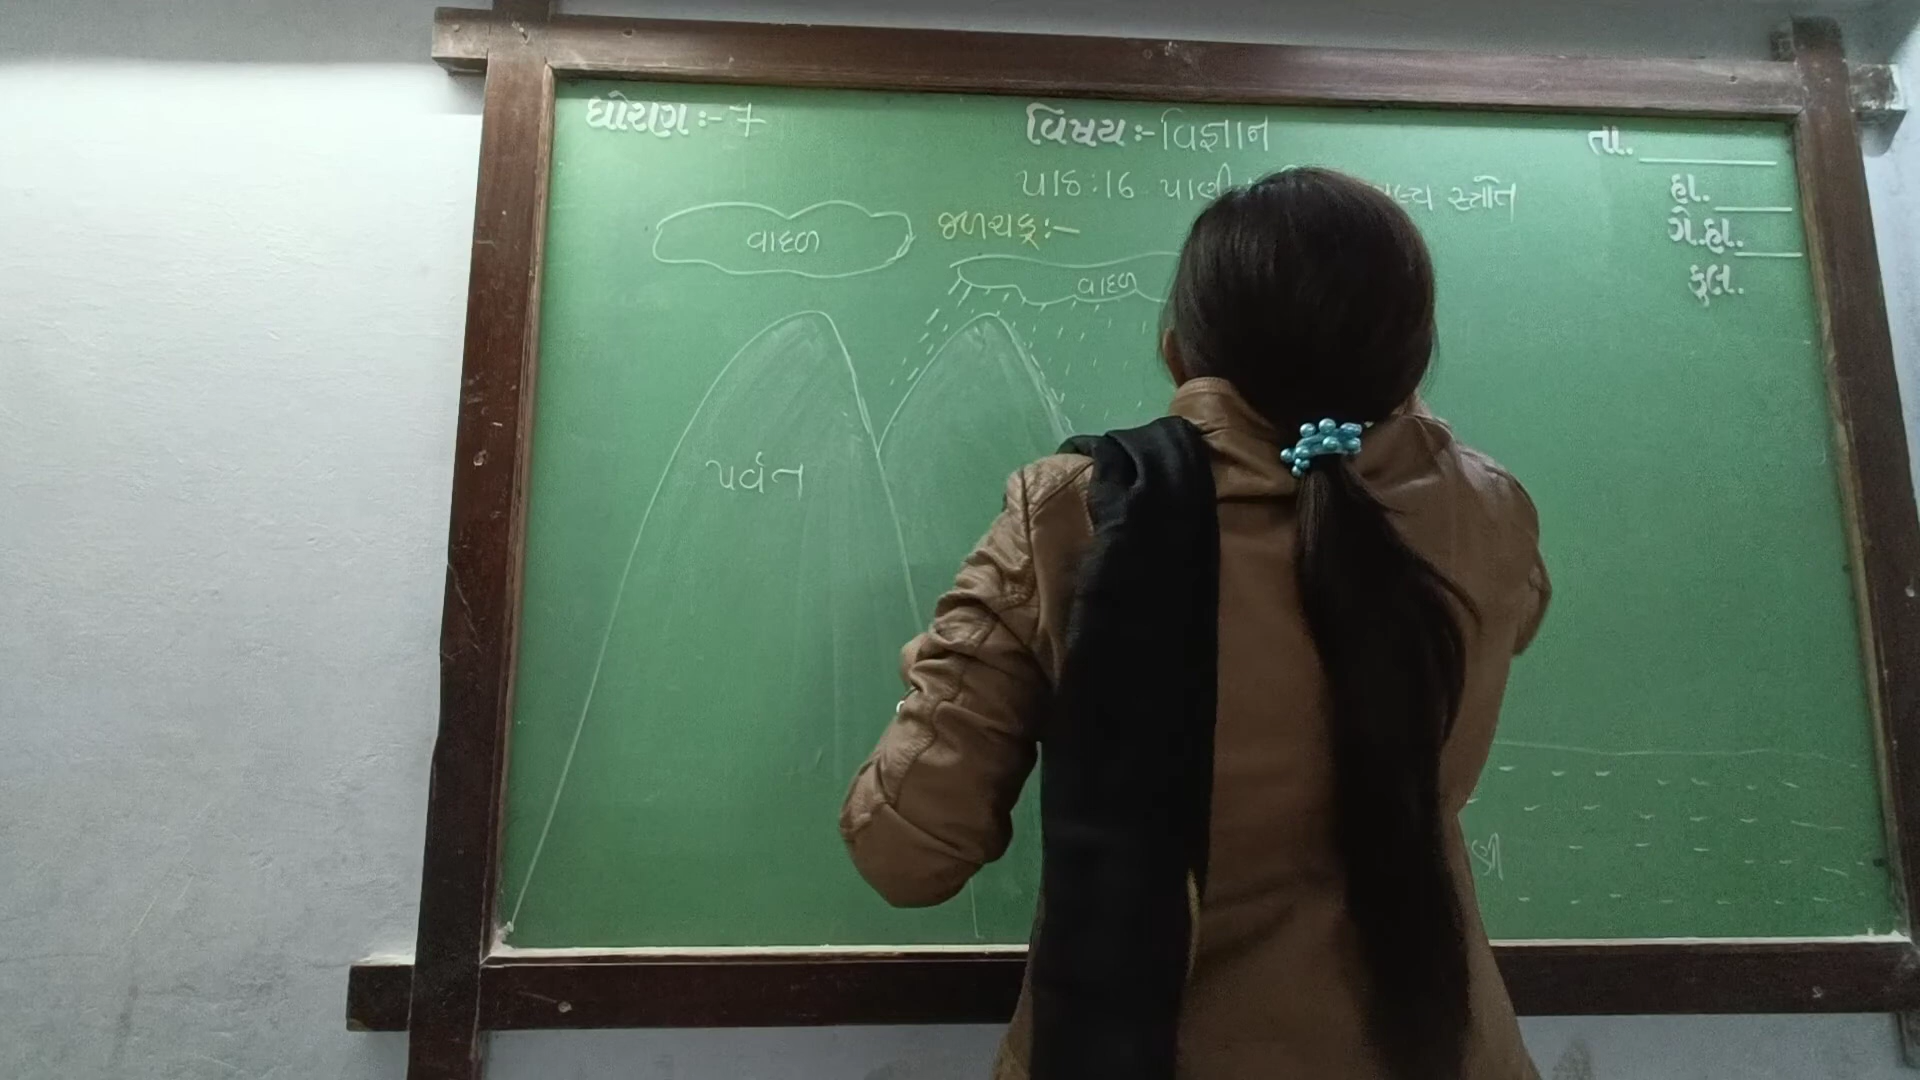 ધોરણ :- 7
વિષય :- વિજ્ઞાન
તા.
પાઠ : 16 પાણી સ્ત્રોત
હા.
જળચક્ર :-
ગે.હા.
વાદળ
વાદળ
કુલ.
પર્વત